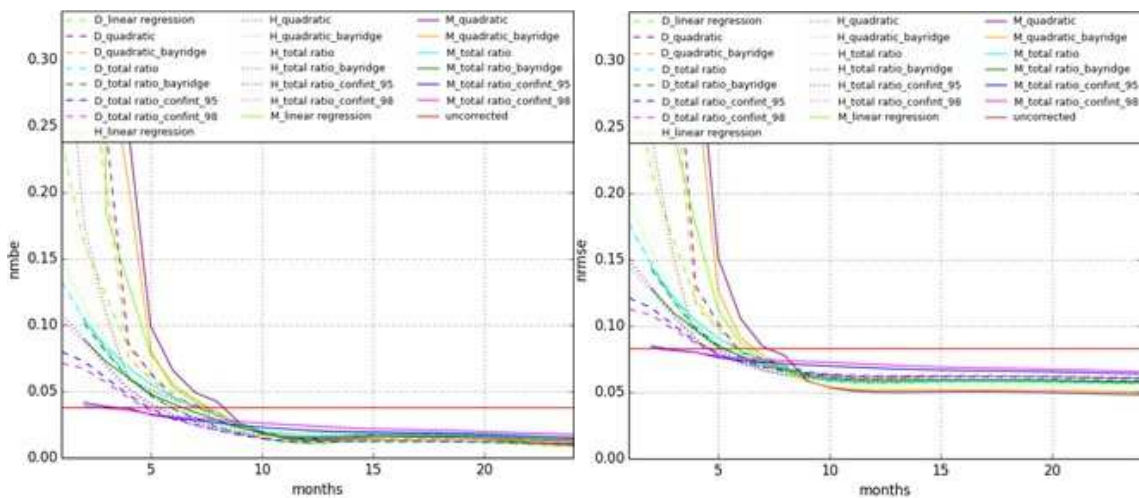 D_linear regression H_quadratic M_quadratic
D_quadratic H_quadratic_bayridge M_quadratic_bayridge
D_quadratic_bayridge H_total ratio M_total ratio
D_total ratio H_total ratio_bayridge M_total ratio_bayridge
D_total ratio_bayridge H_total ratio_confint_95 M_total ratio_confint_95
D_total ratio_confint_95 H_total ratio_confint_98 M_total ratio_confint_98
D_total ratio_confint_98 M_linear regression uncorrected
H_linear regression
0.30
0.25
0.20
0.15
0.10
0.05
0.00
nmbe
5 10 15 20
months
D_linear regression H_quadratic M_quadratic
D_quadratic H_quadratic_bayridge M_quadratic_bayridge
D_quadratic_bayridge H_total ratio M_total ratio
D_total ratio H_total ratio_bayridge M_total ratio_bayridge
D_total ratio_bayridge H_total ratio_confint_95 M_total ratio_confint_95
D_total ratio_confint_95 H_total ratio_confint_98 M_total ratio_confint_98
D_total ratio_confint_98 M_linear regression uncorrected
H_linear regression
0.30
0.25
0.20
0.15
0.10
0.05
0.00
nrmse
5 10 15 20
months